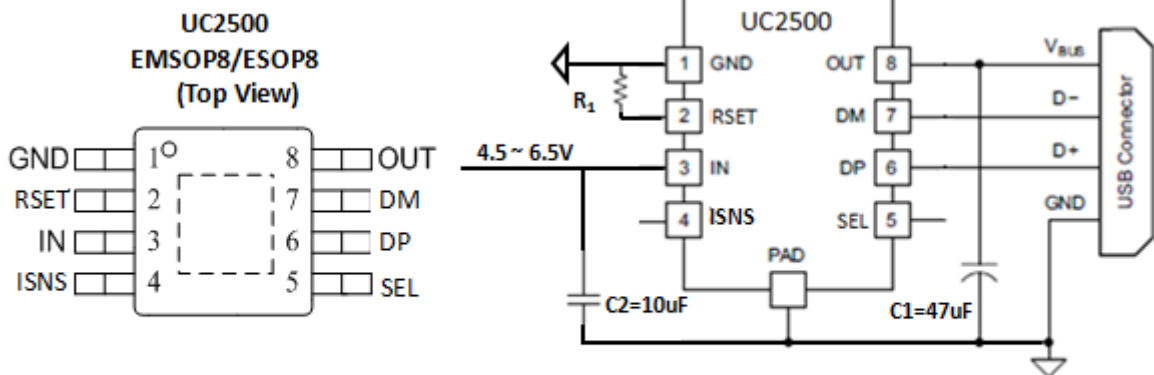 UC2500
EMSOP8/ESOP8
(Top View)
GND 1 8 OUT
RSET 2 7 DM
IN 3 6 DP
ISNS 4 5 SEL
UC2500
1 GND OUT 8
R1
2 RSET DM 7
4.5 ~ 6.5V
3 IN DP 6
4 ISNS SEL 5
PAD
C2=10uF
C1=47uF
VBUS
D−
D+
GND
USB Connector